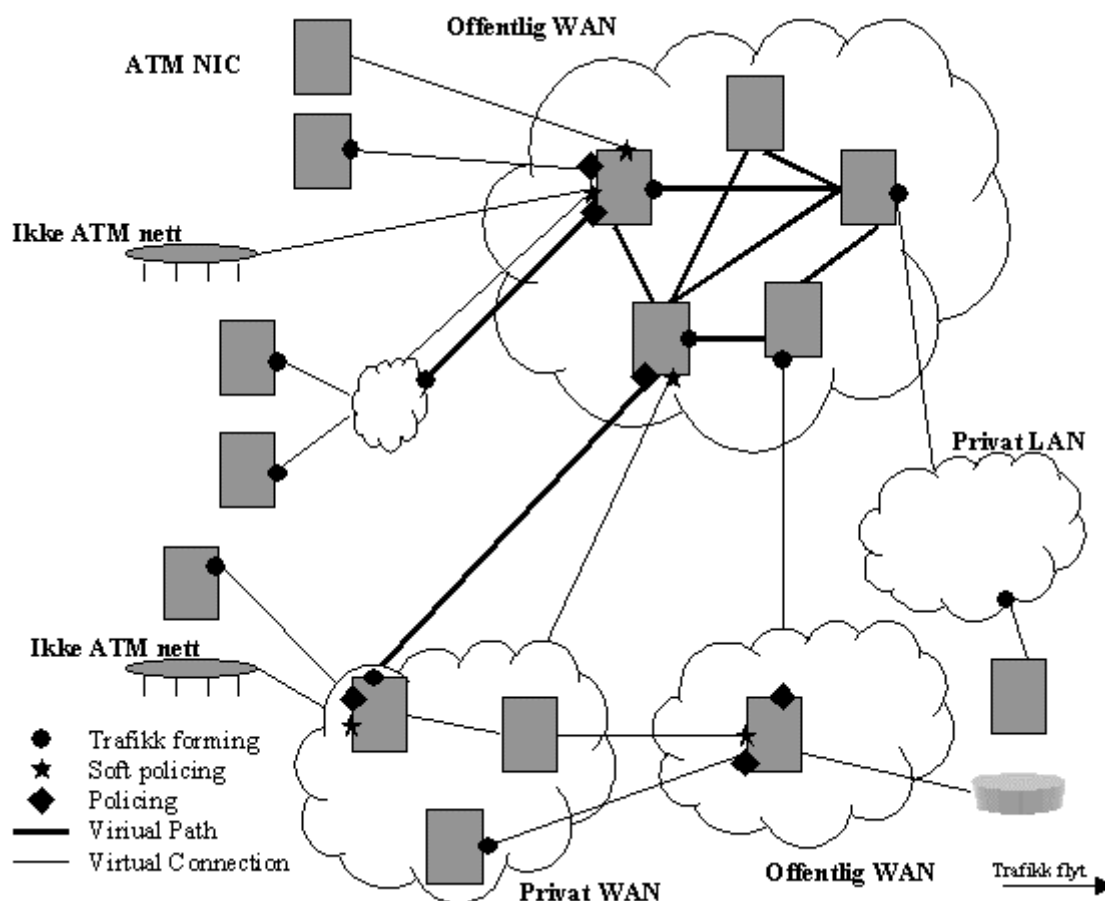 Offentlig WAN
ATM NIC
Ikke ATM nett
Privat LAN
Ikke ATM nett
Trafikk forming
Soft policing
Policing
Viriual Path
Virtual Connection
Privat WAN
Offentlig WAN
Trafikk flyt